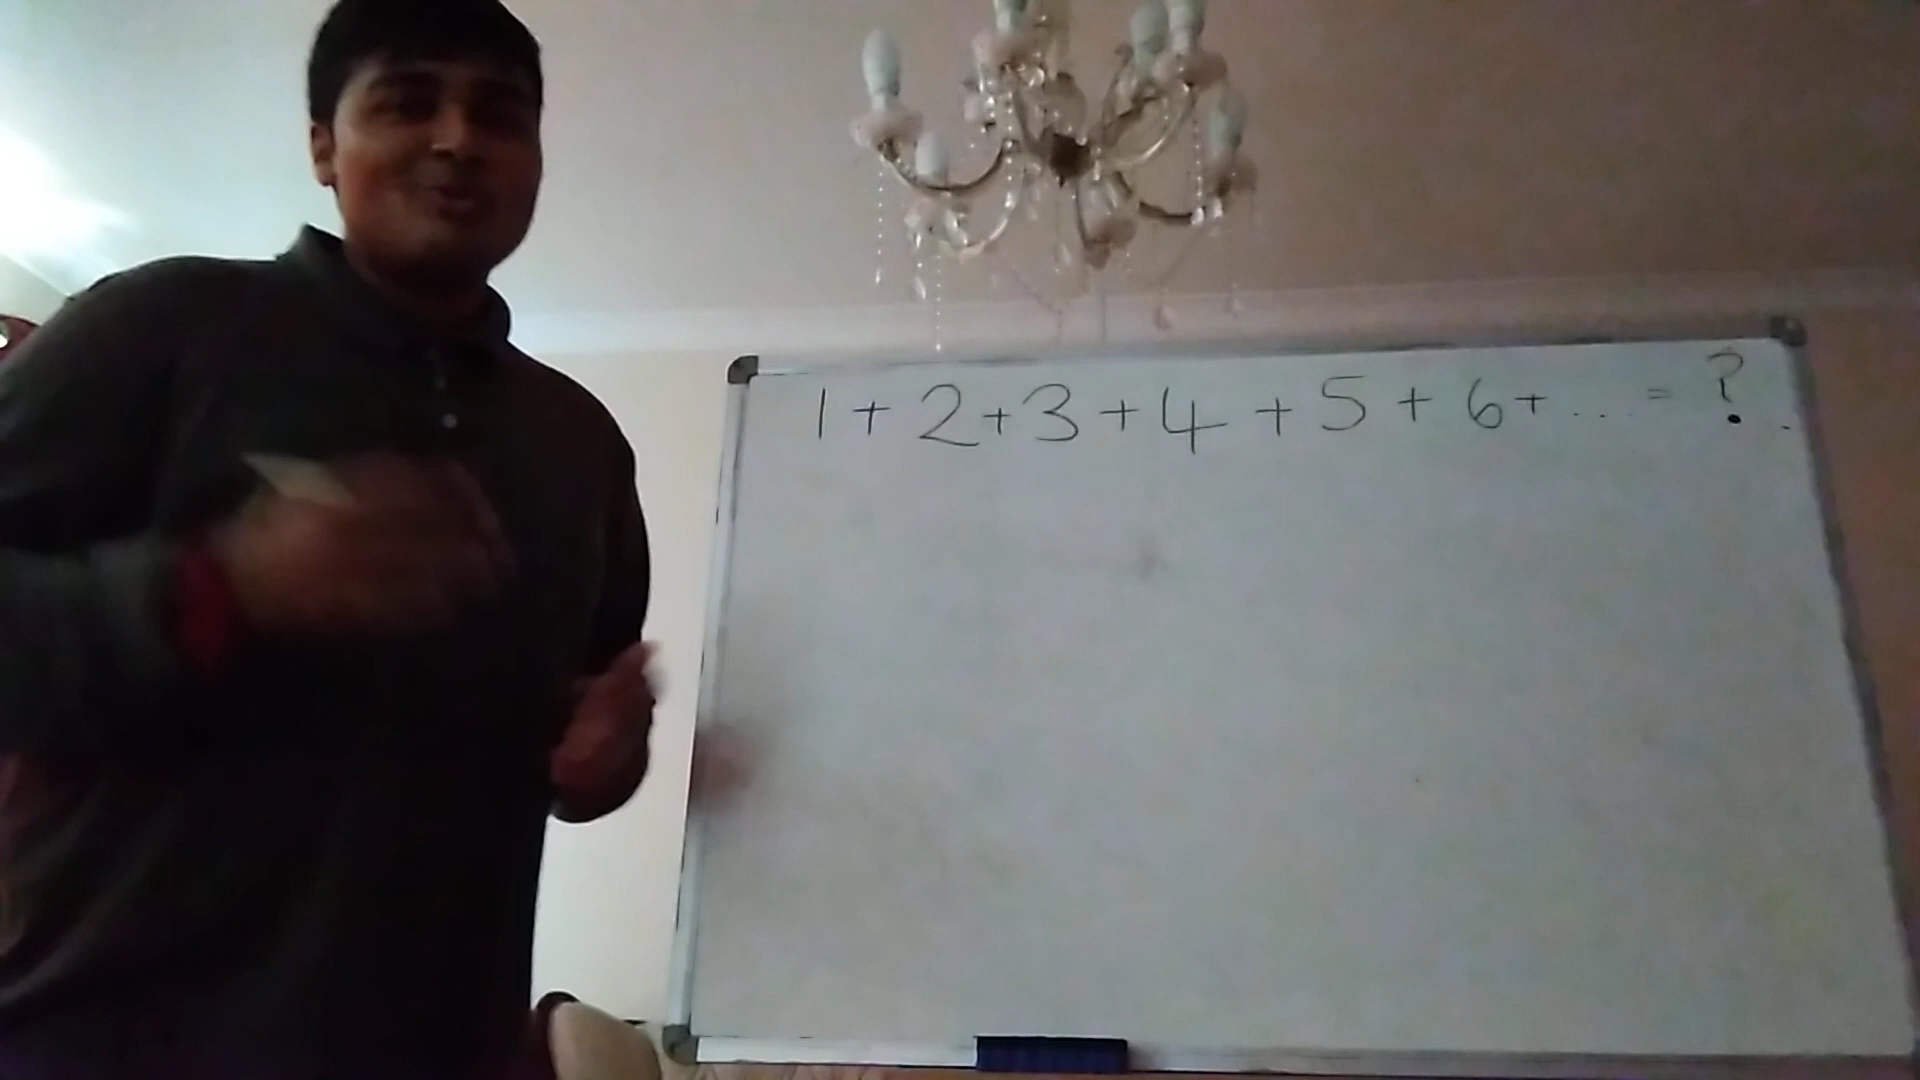 1 + 2 + 3 + 4 + 5 + 6 + ... = ?